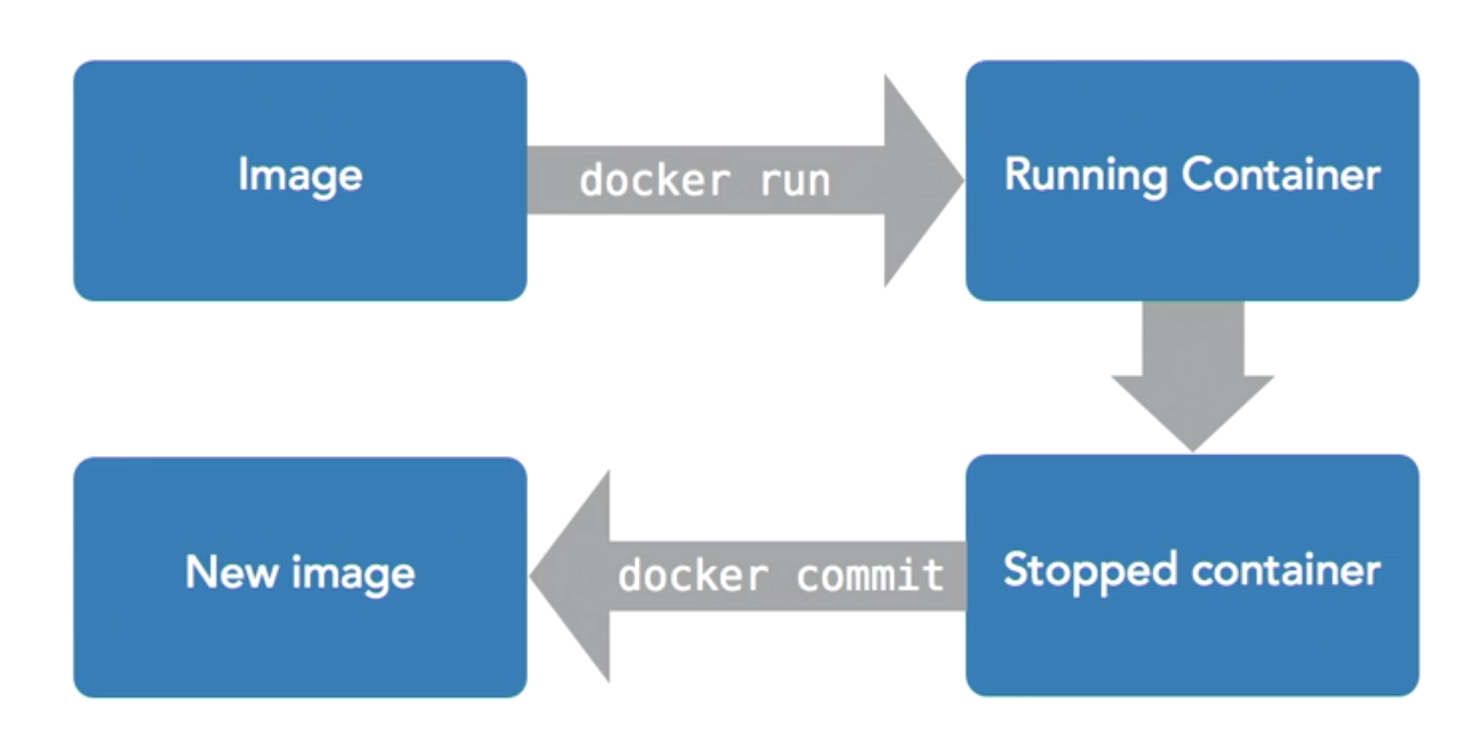 Image
docker run
Running Container
Stopped container
docker commit
New image